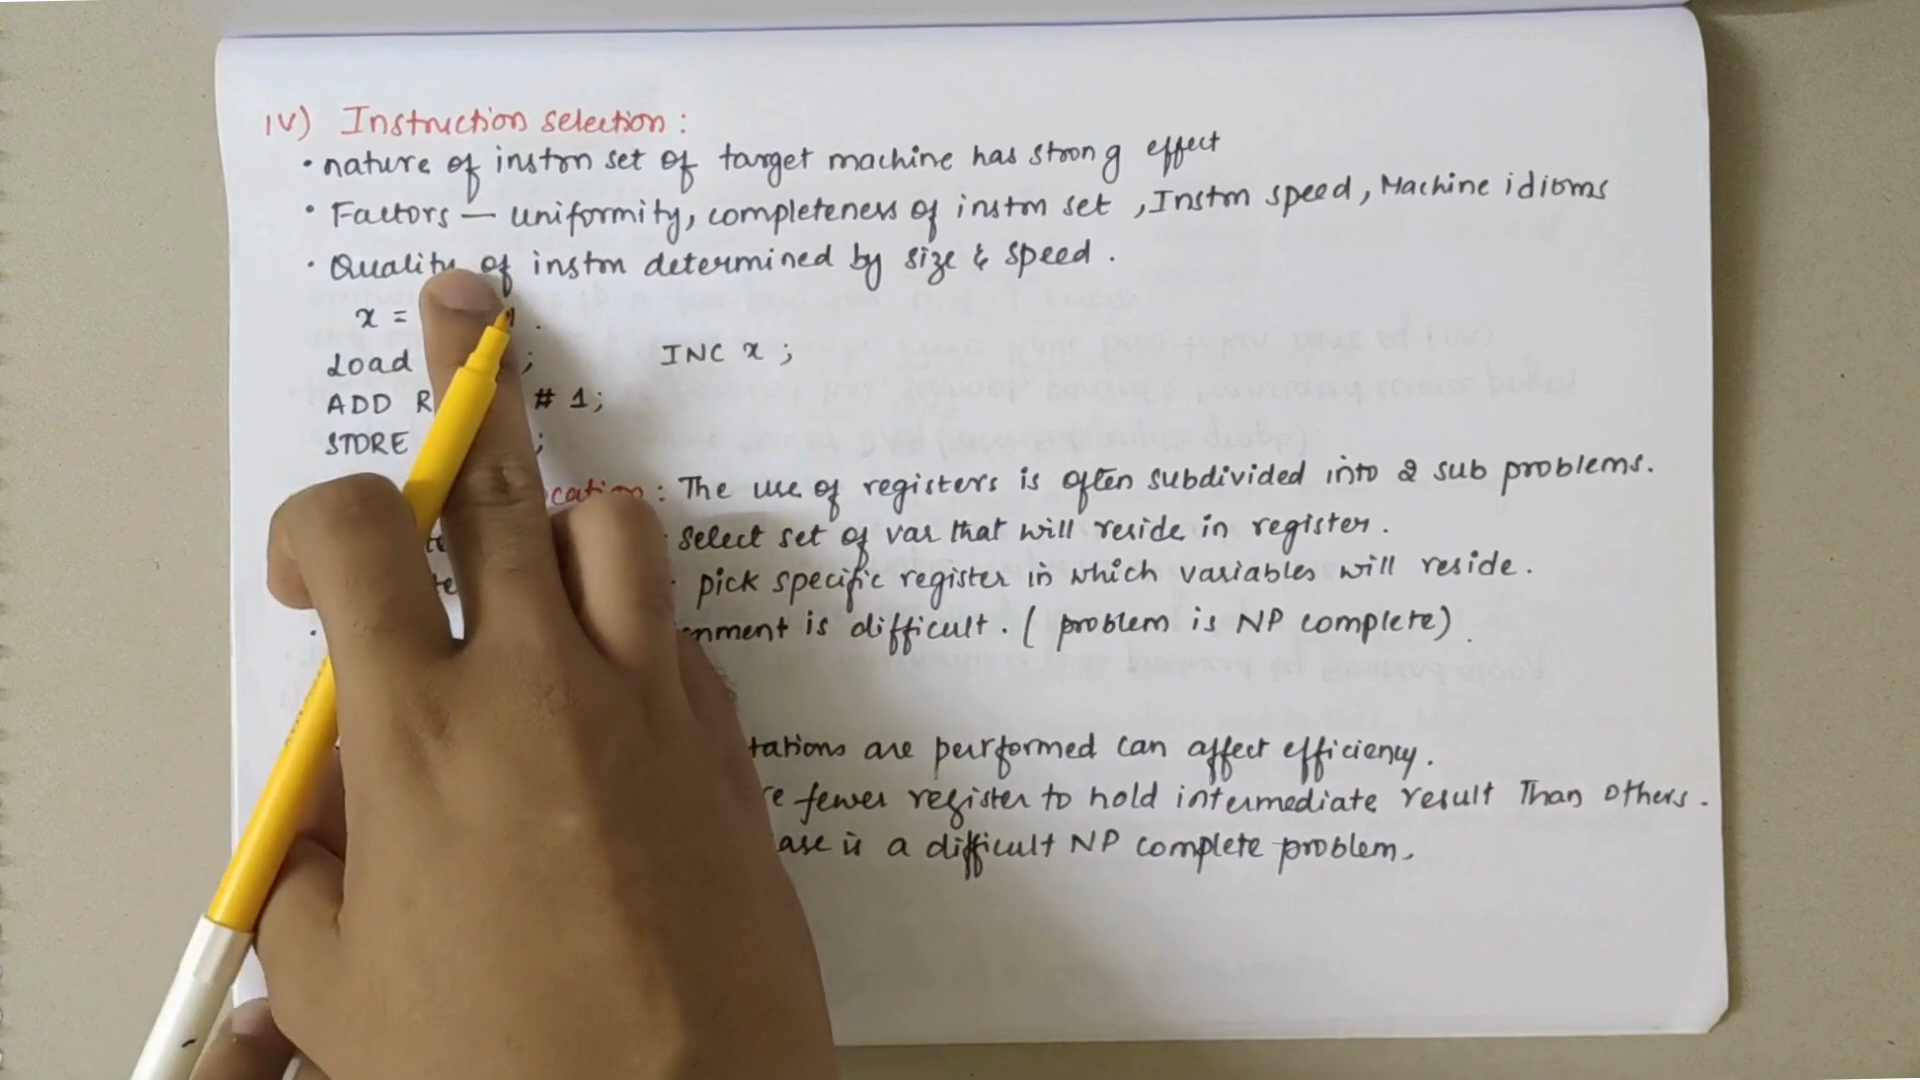 IV) Instruction selection :
• nature of instrn set of target machine has strong effect
• Factors — uniformity, completeness of instrn set , Instrn speed, Machine idioms
• Quality of instrn determined by size & speed .
x =
Load ;
INC x ;
ADD R # 1;
STORE ;
: The use of registers is often subdivided into 2 sub problems.
: select set of var that will reside in register .
: pick specific register in which variables will reside .
is difficult . ( problem is NP complete) .
are performed can affect efficiency.
fewer register to hold intermediate result Than others .
is a difficult NP complete problem.